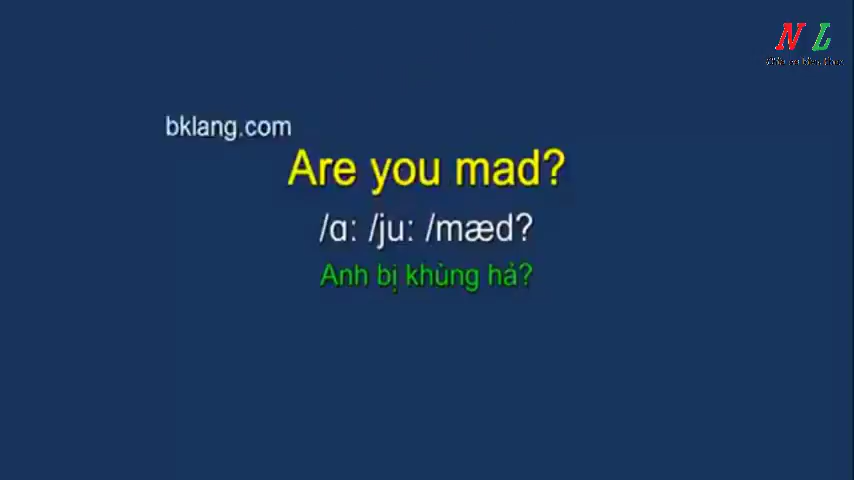 N L
bklang.com
Are you mad?
/ɑː /juː /mæd?
Anh bị khùng hả?